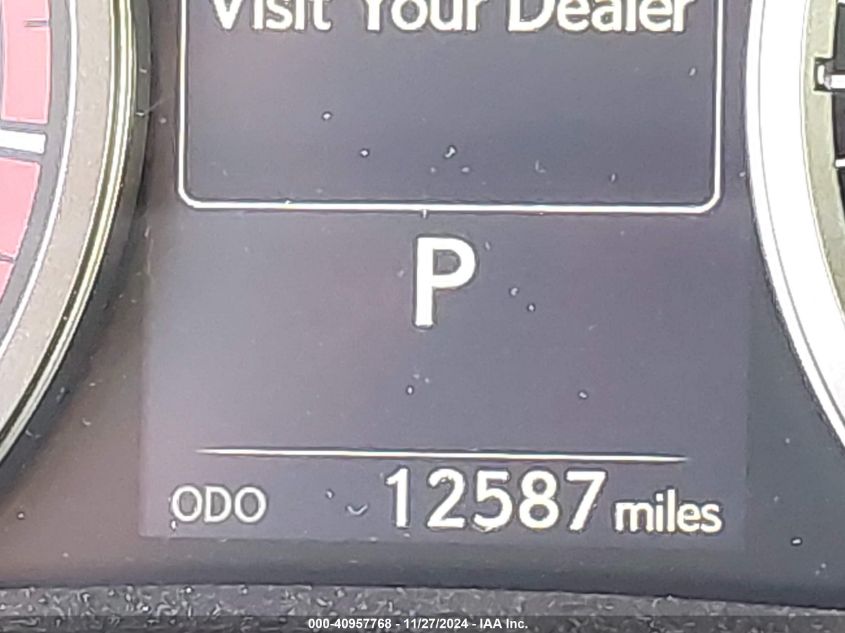 Visit Your Dealer
P
ODO 12587 miles
000-40957768 - 11/27/2024 - IAA Inc.